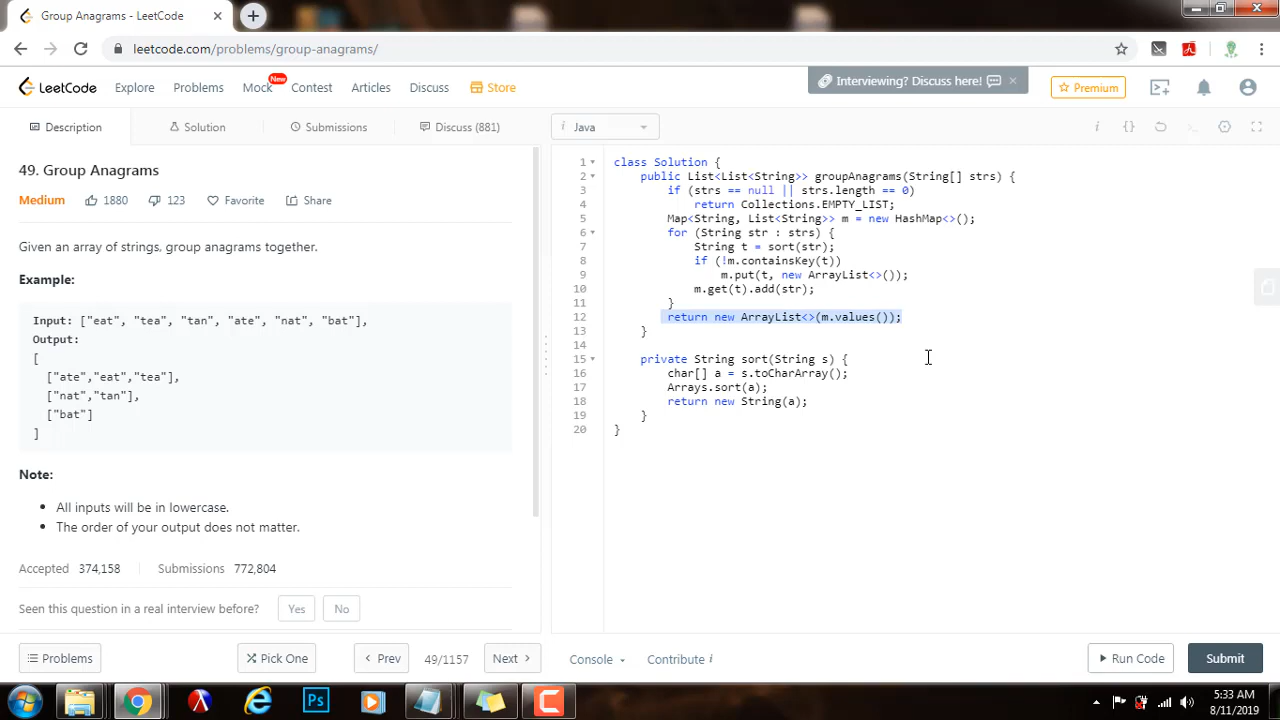 Group Anagrams - LeetCode
leetcode.com/problems/group-anagrams/
LeetCode
Explore
Problems
Mock
New
Contest
Articles
Discuss
Store
Interviewing? Discuss here!
Premium
Description
Solution
Submissions
Discuss (881)
i Java
49. Group Anagrams
Medium
1880
123
Favorite
Share
Given an array of strings, group anagrams together.
Example:
Input: ["eat", "tea", "tan", "ate", "nat", "bat"],
Output:
[
["ate","eat","tea"],
["nat","tan"],
["bat"]
]
Note:
All inputs will be in lowercase.
The order of your output does not matter.
Accepted 374,158
Submissions 772,804
Seen this question in a real interview before?
Yes
No
1 class Solution {
2 public List<List<String>> groupAnagrams(String[] strs) {
3 if (strs == null || strs.length == 0)
4 return Collections.EMPTY_LIST;
5 Map<String, List<String>> m = new HashMap<>();
6 for (String str : strs) {
7 String t = sort(str);
8 if (!m.containsKey(t))
9 m.put(t, new ArrayList<>());
10 m.get(t).add(str);
11 }
12 return new ArrayList<>(m.values());
13 }
14
15 private String sort(String s) {
16 char[] a = s.toCharArray();
17 Arrays.sort(a);
18 return new String(a);
19 }
20 }
Problems
Pick One
Prev
49/1157
Next
Console
Contribute i
Run Code
Submit
Ps
5:33 AM
8/11/2019